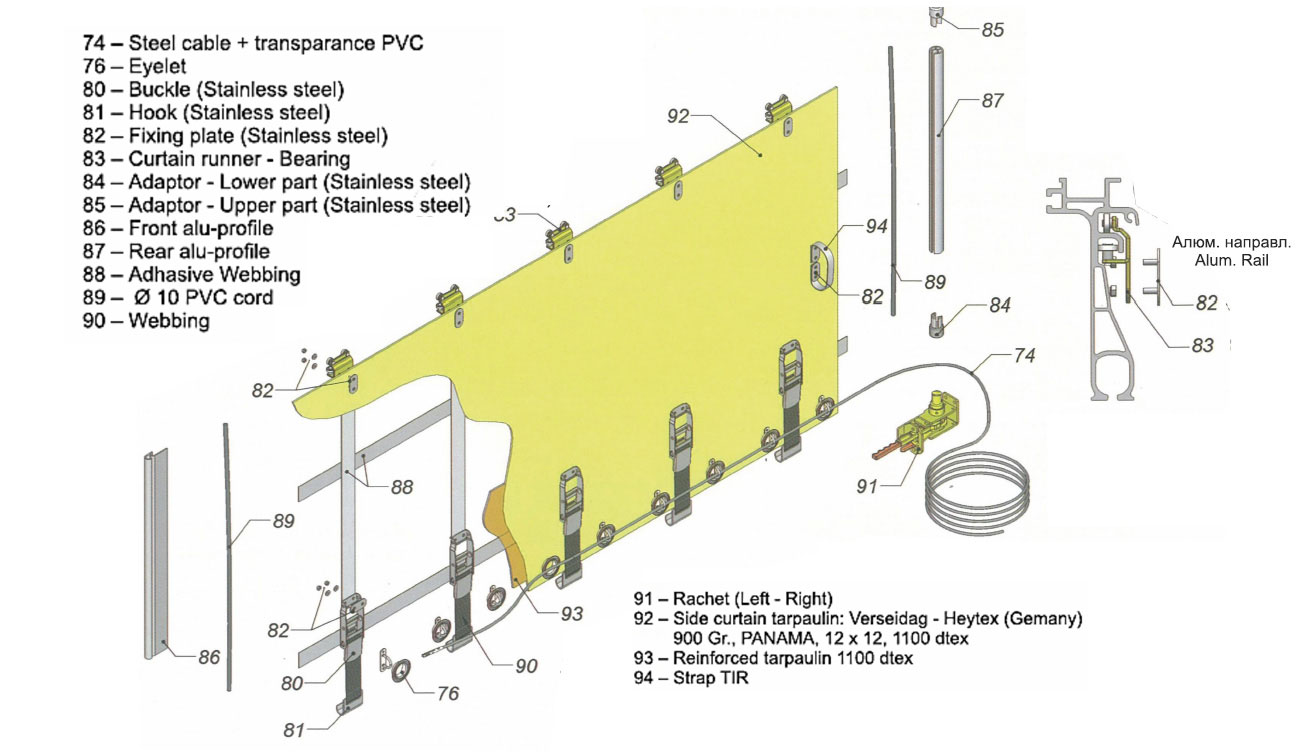 74 – Steel cable + transparance PVC
76 – Eyelet
80 – Buckle (Stainless steel)
81 – Hook (Stainless steel)
82 – Fixing plate (Stainless steel)
83 – Curtain runner - Bearing
84 – Adaptor - Lower part (Stainless steel)
85 – Adaptor - Upper part (Stainless steel)
86 – Front alu-profile
87 – Rear alu-profile
88 – Adhasive Webbing
89 – Ø 10 PVC cord
90 – Webbing
85
87
92
94
82
89
84
74
91
82
88
89
86
82
80
81
76
90
93
Алюм. направл.
Alum. Rail
82
83
91 – Rachet (Left - Right)
92 – Side curtain tarpaulin: Verseidag - Heytex (Gemany)
900 Gr., PANAMA, 12 x 12, 1100 dtex
93 – Reinforced tarpaulin 1100 dtex
94 – Strap TIR